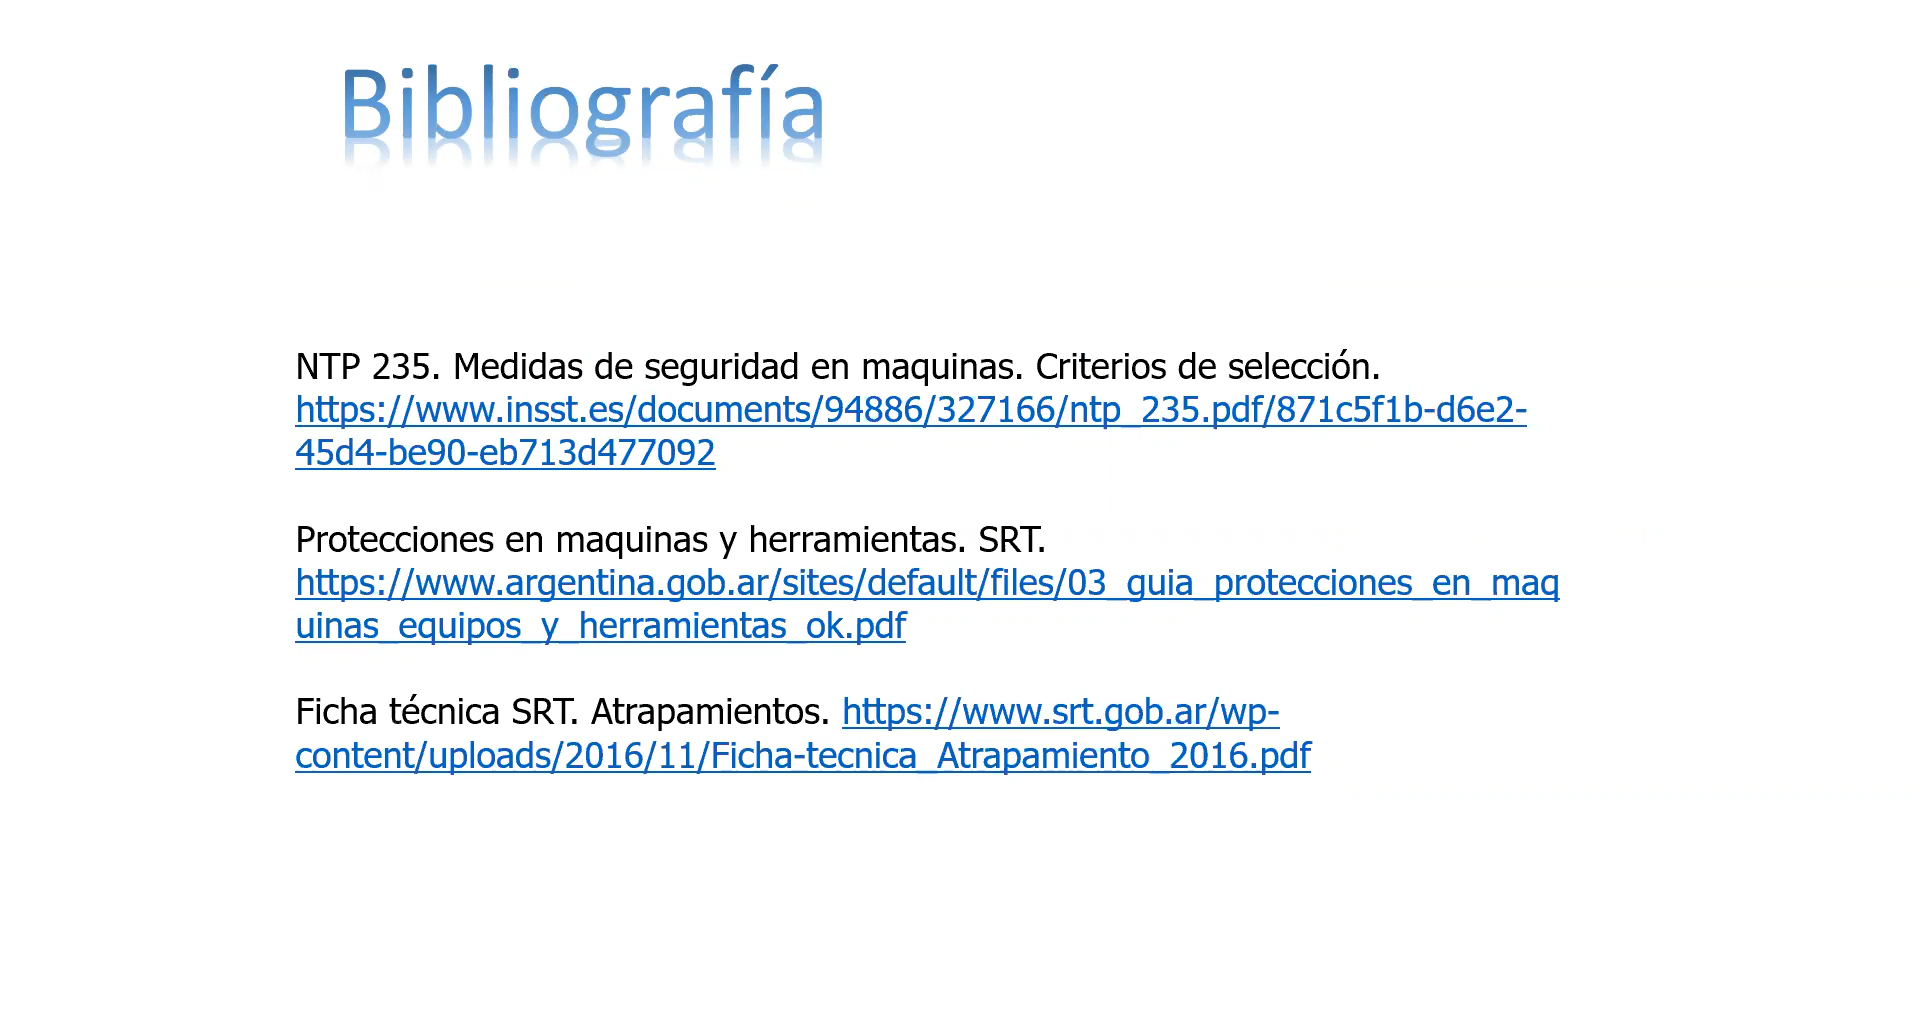 Bibliografía
NTP 235. Medidas de seguridad en maquinas. Criterios de selección.
https://www.insst.es/documents/94886/327166/ntp_235.pdf/871c5f1b-d6e2-
45d4-be90-eb713d477092
Protecciones en maquinas y herramientas. SRT.
https://www.argentina.gob.ar/sites/default/files/03_guia_protecciones_en_maq
uinas_equipos_y_herramientas_ok.pdf
Ficha técnica SRT. Atrapamientos. https://www.srt.gob.ar/wp-
content/uploads/2016/11/Ficha-tecnica_Atrapamiento_2016.pdf